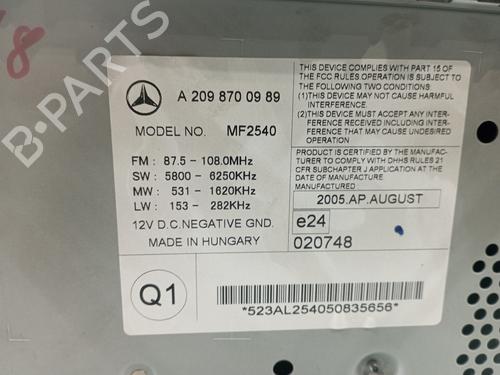 B-PARTS
A 209 870 09 89
MODEL NO. MF2540
FM : 87.5 - 108.0MHz
SW : 5800 - 6250KHz
MW : 531 - 1620KHz
LW : 153 - 282KHz
12V D.C.NEGATIVE GND.
MADE IN HUNGARY
THIS DEVICE COMPLIES WITH PART 15 OF
THE FCC RULES OPERATION IS SUBJECT TO
THE FOLLOWING TWO CONDITIONS
(1)THIS DEVICE MAY NOT CAUSE HARMFUL
INTERFERENCE.
(2)THIS DEVICE MUST ACCEPT ANY
INTERFERENCE RECEIVED INCLUDING
INTERFERENCE THAT MAY CAUSE UNDESIRED
OPERATION
PRODUCT IS CERTIFIED BY THE MANUFAC-
TURER TO COMPLY WITH DHHS RULES 21
CFR SUBCHAPTER J APPLICABLE AT THE
DATE OF MANUFACTURE
MANUFACTURED :
2005.AP.AUGUST
e24
020748
Q1
*523AL254050835656*